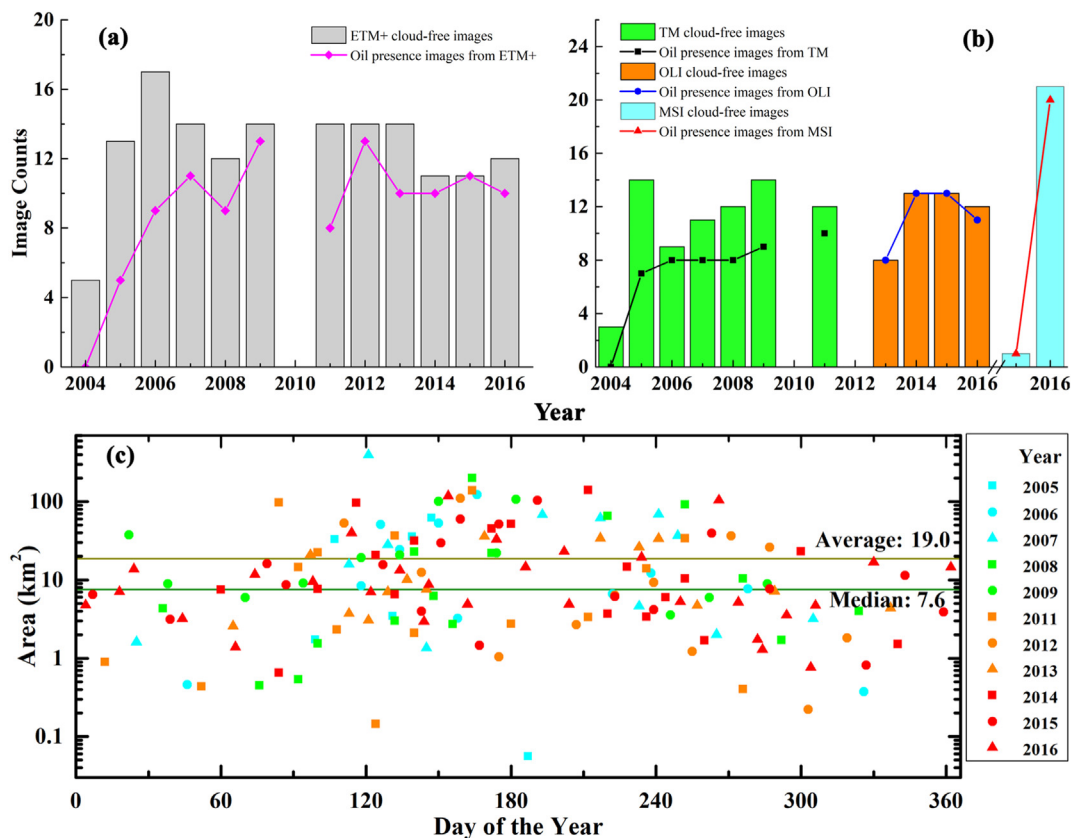 (a)
ETM+ cloud-free images
Oil presence images from ETM+
20
16
12
8
4
0
Image Counts
2004 2006 2008 2010 2012 2014 2016
(b)
TM cloud-free images
Oil presence images from TM
OLI cloud-free images
Oil presence images from OLI
MSI cloud-free images
Oil presence images from MSI
24
20
16
12
8
4
0
2004 2006 2008 2010 2012 2014 2016 2016
Year
(c)
100
10
1
0.1
Area (km²)
Average: 19.0
Median: 7.6
0 60 120 180 240 300 360
Day of the Year
Year
2005
2006
2007
2008
2009
2011
2012
2013
2014
2015
2016